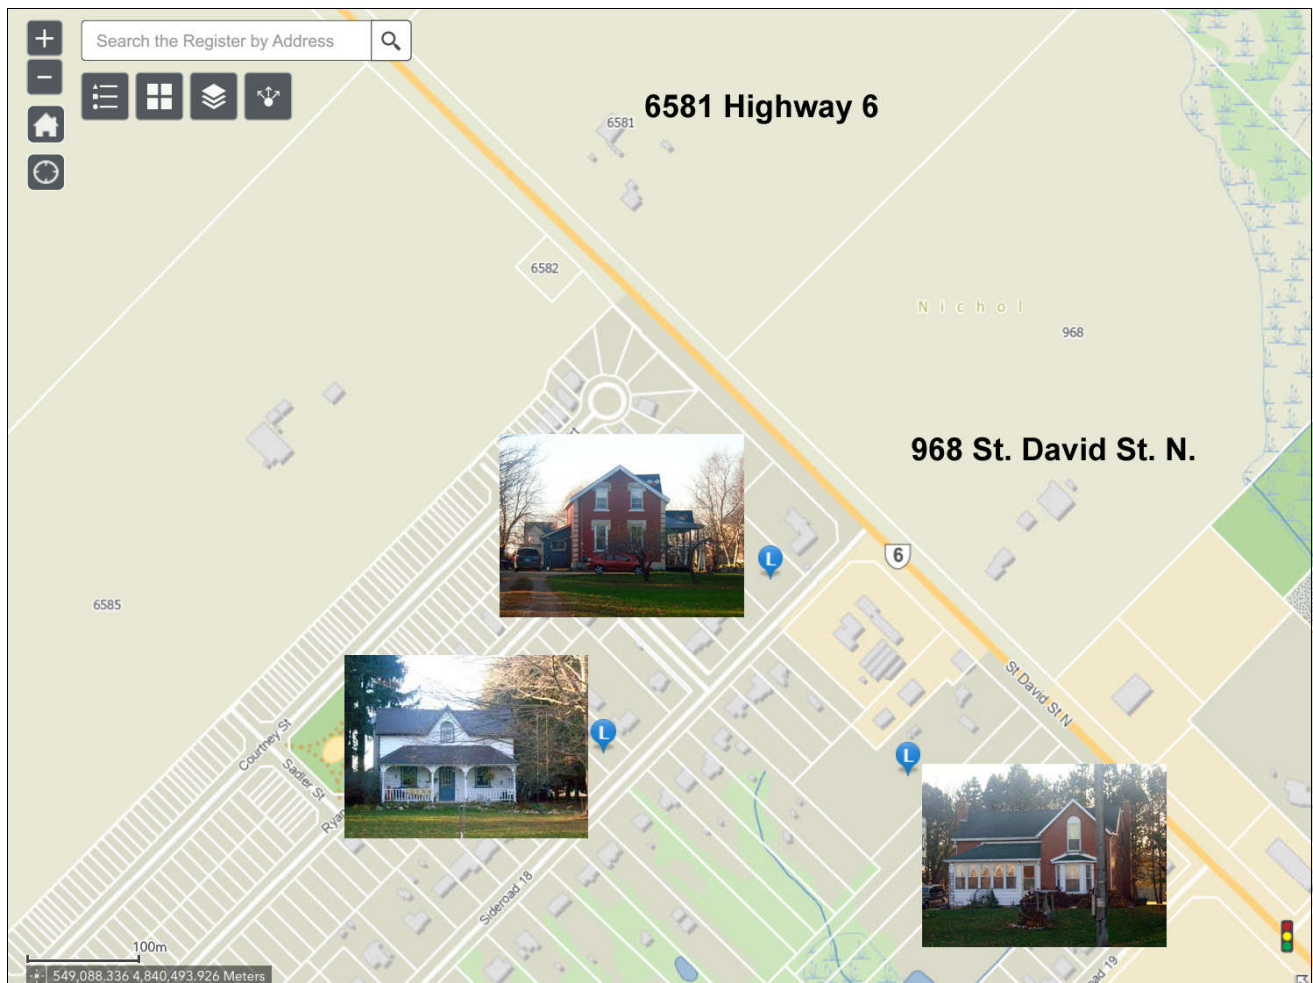 +
Search the Register by Address
−
6581 Highway 6
6581
6582
Nichol
968
968 St. David St. N.
6
L
6585
St David St N
Courtney St
L
L
Sadler St
Sideroad 18
100m
549,088.336 4,840,493.926 Meters